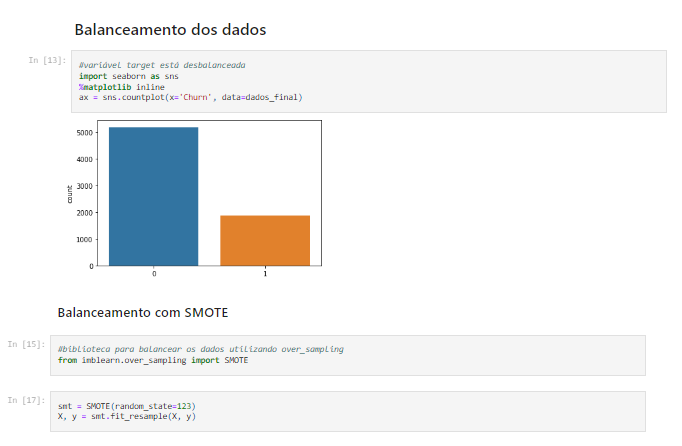 Balanceamento dos dados
In [13]:
#variável target está desbalanceada
import seaborn as sns
%matplotlib inline
ax = sns.countplot(x='Churn', data=dados_final)
5000
4000
3000
2000
1000
0
count
0 1
Balanceamento com SMOTE
In [15]:
#biblioteca para balancear os dados utilizando over_sampling
from imblearn.over_sampling import SMOTE
In [17]:
smt = SMOTE(random_state=123)
X, y = smt.fit_resample(X, y)